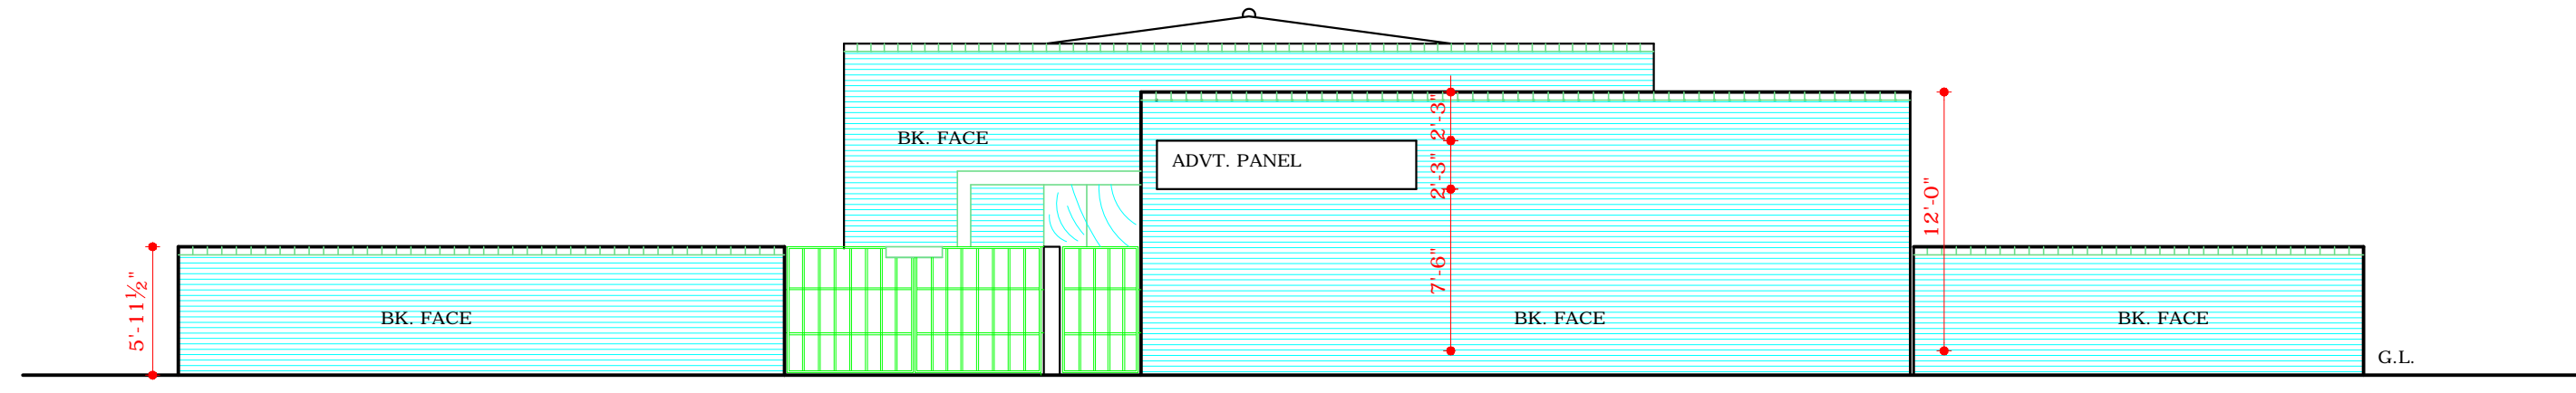 BK. FACE
ADVT. PANEL
2'-3"
2'-3"
7'-6"
12'-0"
5'-11½"
BK. FACE
BK. FACE
BK. FACE
G.L.